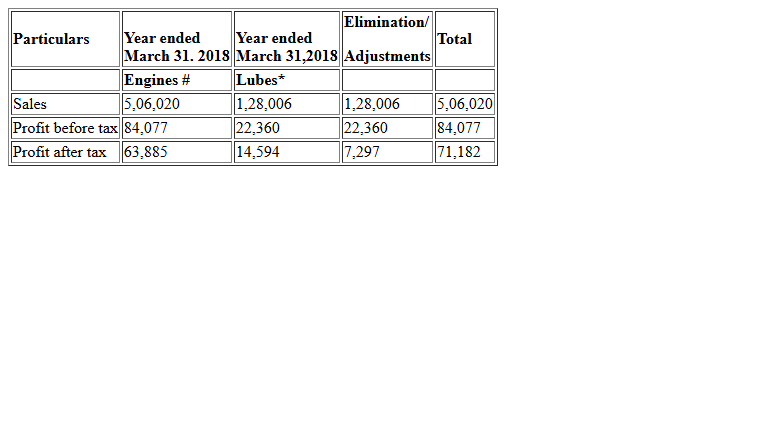 Particulars Year ended March 31. 2018 Year ended March 31,2018 Elimination/ Adjustments Total
Engines # Lubes*
Sales 5,06,020 1,28,006 1,28,006 5,06,020
Profit before tax 84,077 22,360 22,360 84,077
Profit after tax 63,885 14,594 7,297 71,182